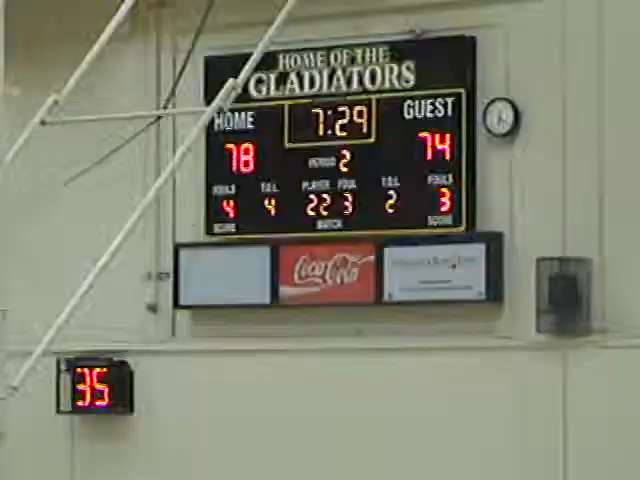 HOME OF THE
GLADIATORS
HOME 7:29 GUEST
78 PERIOD 2 74
FOULS T.O.L. PLAYER FOUL T.O.L. FOULS
4 4 22 3 2 3
MATCH
Coca-Cola
35